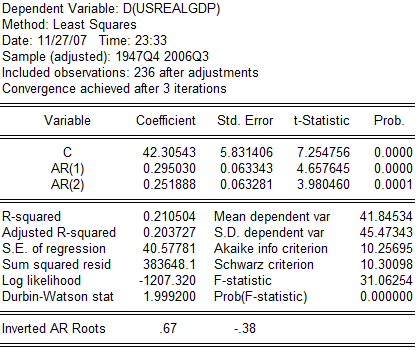 Dependent Variable: D(USREALGDP)
Method: Least Squares
Date: 11/27/07 Time: 23:33
Sample (adjusted): 1947Q4 2006Q3
Included observations: 236 after adjustments
Convergence achieved after 3 iterations
Variable Coefficient Std. Error t-Statistic Prob.
C 42.30543 5.831406 7.254756 0.0000
AR(1) 0.295030 0.063343 4.657645 0.0000
AR(2) 0.251888 0.063281 3.980460 0.0001
R-squared 0.210504 Mean dependent var 41.84534
Adjusted R-squared 0.203727 S.D. dependent var 45.47343
S.E. of regression 40.57781 Akaike info criterion 10.25695
Sum squared resid 383648.1 Schwarz criterion 10.30098
Log likelihood -1207.320 F-statistic 31.06254
Durbin-Watson stat 1.999200 Prob(F-statistic) 0.000000
Inverted AR Roots .67 -.38